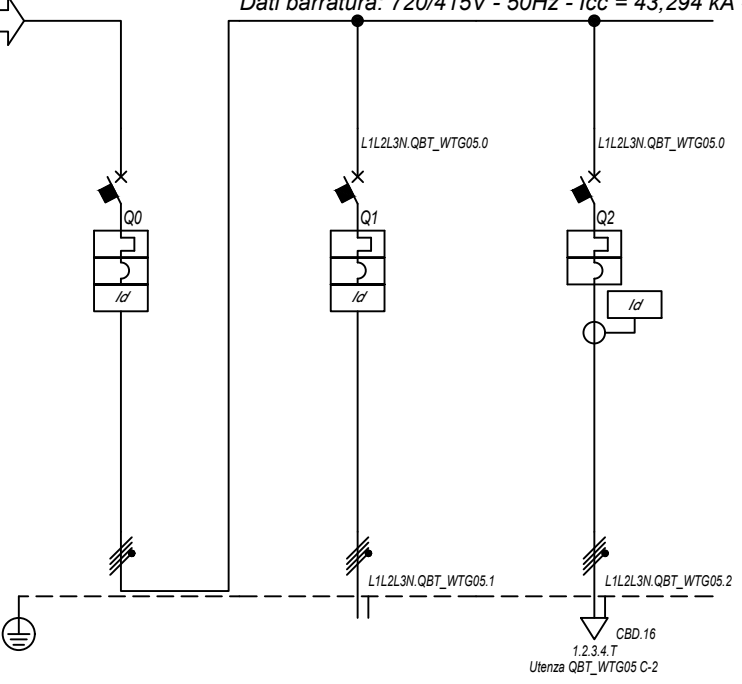 Dati barratura: 720/415V - 50Hz - Icc = 43,294 kA
L1L2L3N.QBT_WTG05.0
L1L2L3N.QBT_WTG05.0
Q0
Q1
Q2
Id
Id
Id
L1L2L3N.QBT_WTG05.1
L1L2L3N.QBT_WTG05.2
CBD.16
1.2.3.4.T
Utenza QBT_WTG05 C-2